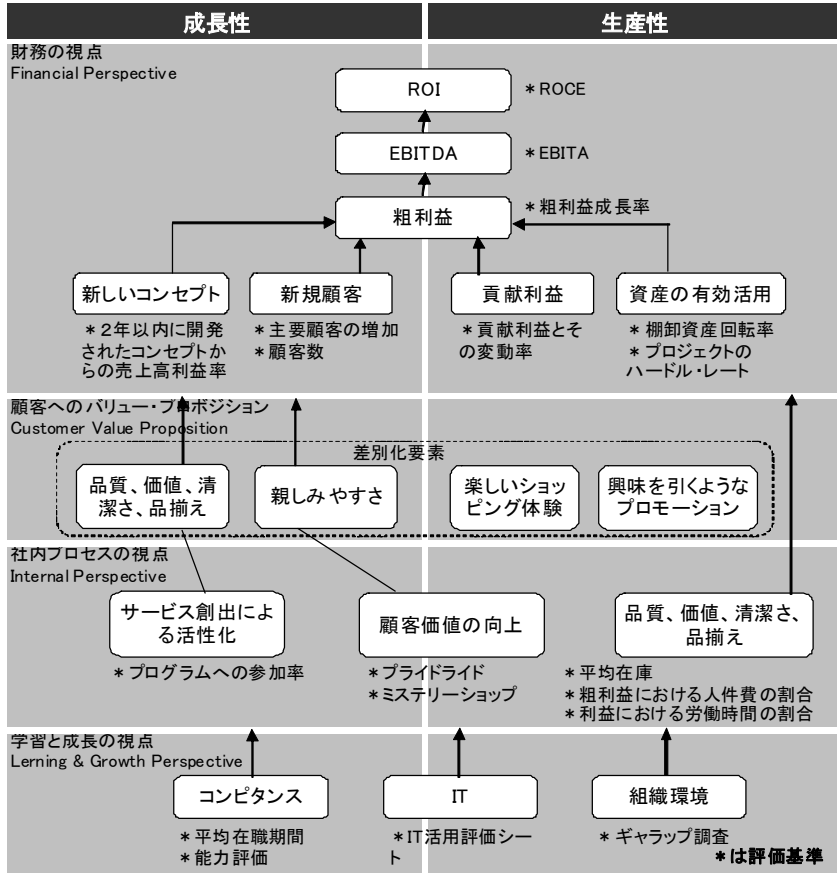 成長性
生産性
財務の視点
Financial Perspective
ROI
＊ROCE
EBITDA
＊EBITA
粗利益
＊粗利益成長率
新しいコンセプト
新規顧客
貢献利益
資産の有効活用
＊２年以内に開発
されたコンセプトか
らの売上高利益率
＊主要顧客の増加
＊顧客数
＊貢献利益とそ
の変動率
＊棚卸資産回転率
＊プロジェクトの
ハードル・レート
顧客へのバリュー・プロポジション
Customer Value Proposition
差別化要素
品質、価値、清
潔さ、品揃え
親しみやすさ
楽しいショッ
ピング体験
興味を引くような
プロモーション
社内プロセスの視点
Internal Perspective
サービス創出によ
る活性化
顧客価値の向上
品質、価値、清潔さ、
品揃え
＊プログラムへの参加率
＊プライドライド
＊ミステリーショップ
＊平均在庫
＊粗利益における人件費の割合
＊利益における労働時間の割合
学習と成長の視点
Lerning & Growth Perspective
コンピタンス
IT
組織環境
＊平均在職期間
＊能力評価
＊IT活用評価シー
ト
＊ギャラップ調査
＊は評価基準